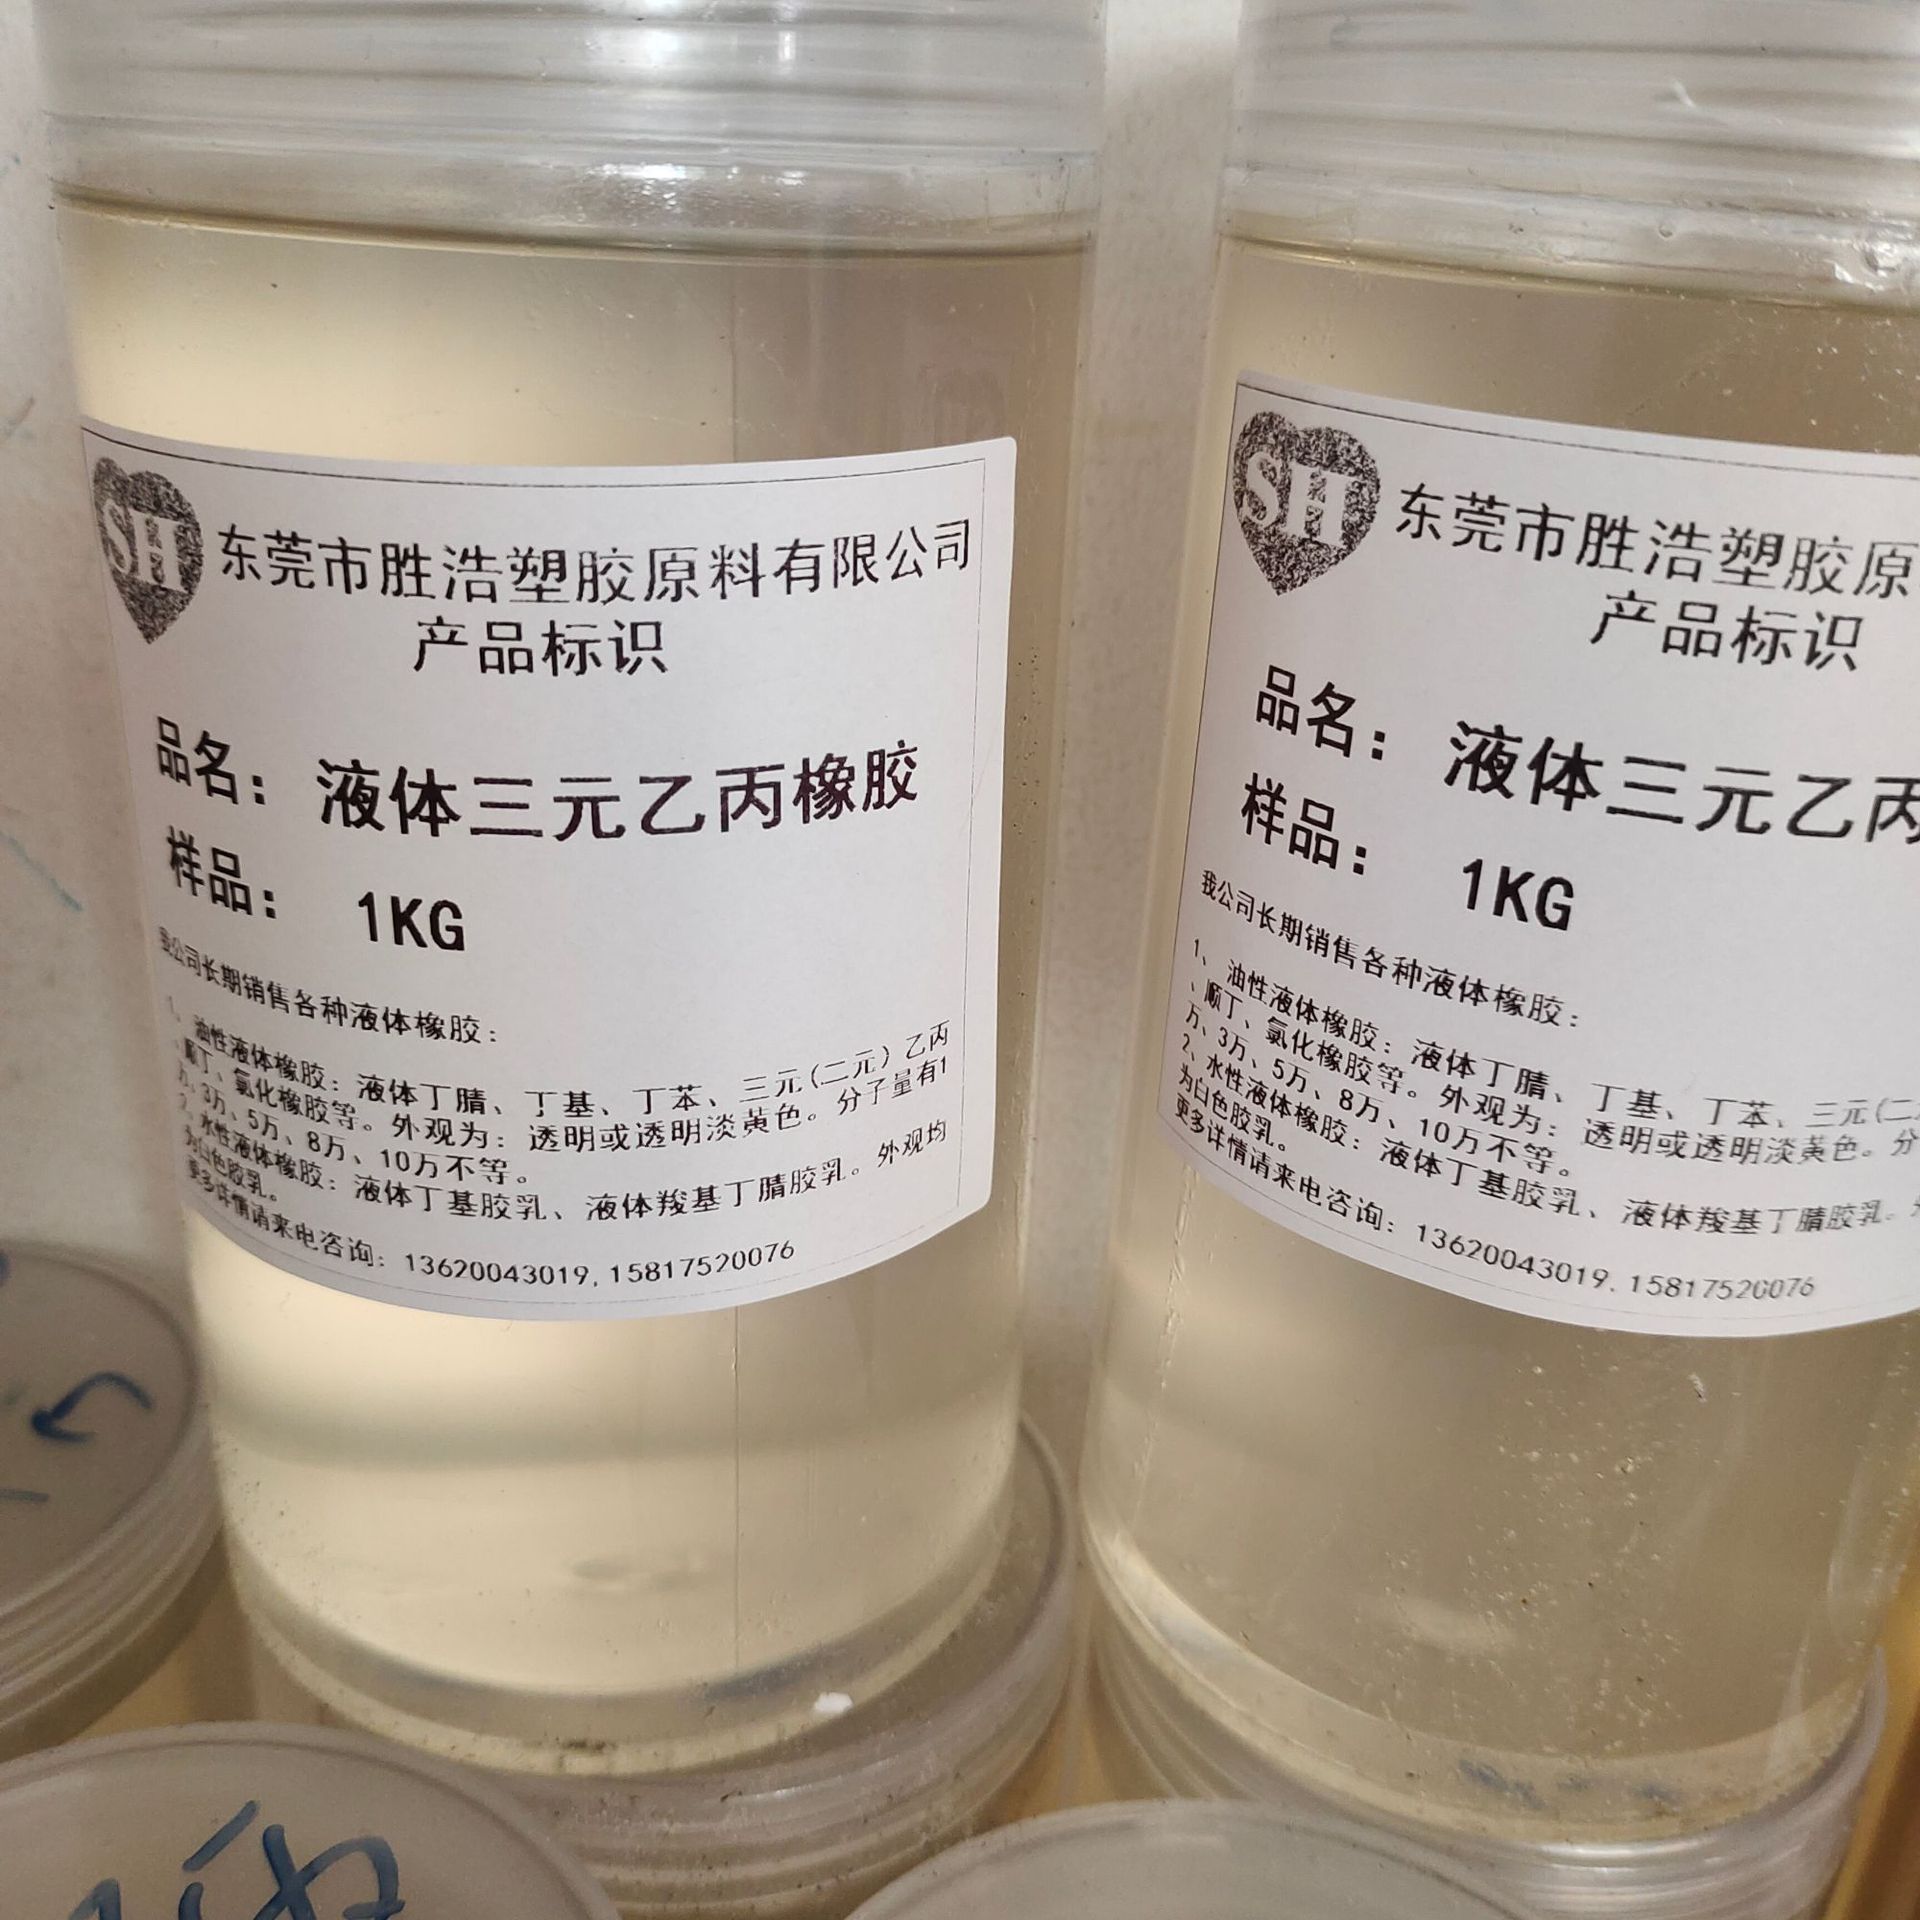 SH
东莞市胜浩塑胶原料有限公司
产品标识
品名：液体三元乙丙橡胶
样品：1KG
我公司长期销售各种液体橡胶：
1、油性液体橡胶：液体丁腈、丁基、丁苯、三元(二元)乙丙
、顺丁、氯化橡胶等。外观为：透明或透明淡黄色。分子量有1
万、3万、5万、8万、10万不等。
2、水性液体橡胶：液体丁基胶乳、液体羧基丁腈胶乳。外观均
为白色胶乳。
更多详情请来电咨询：13620043019,15817520076
SH
东莞市胜浩塑胶原
产品标识
品名：液体三元乙丙
样品：1KG
我公司长期销售各种液体橡胶：
1、油性液体橡胶：液体丁腈、丁基、丁苯、三元(二
、顺丁、氯化橡胶等。外观为：透明或透明淡黄色。分
万、3万、5万、8万、10万不等。
2、水性液体橡胶：液体丁基胶乳、液体羧基丁腈胶乳。
为白色胶乳。
更多详情请来电咨询：13620043019,15817520076